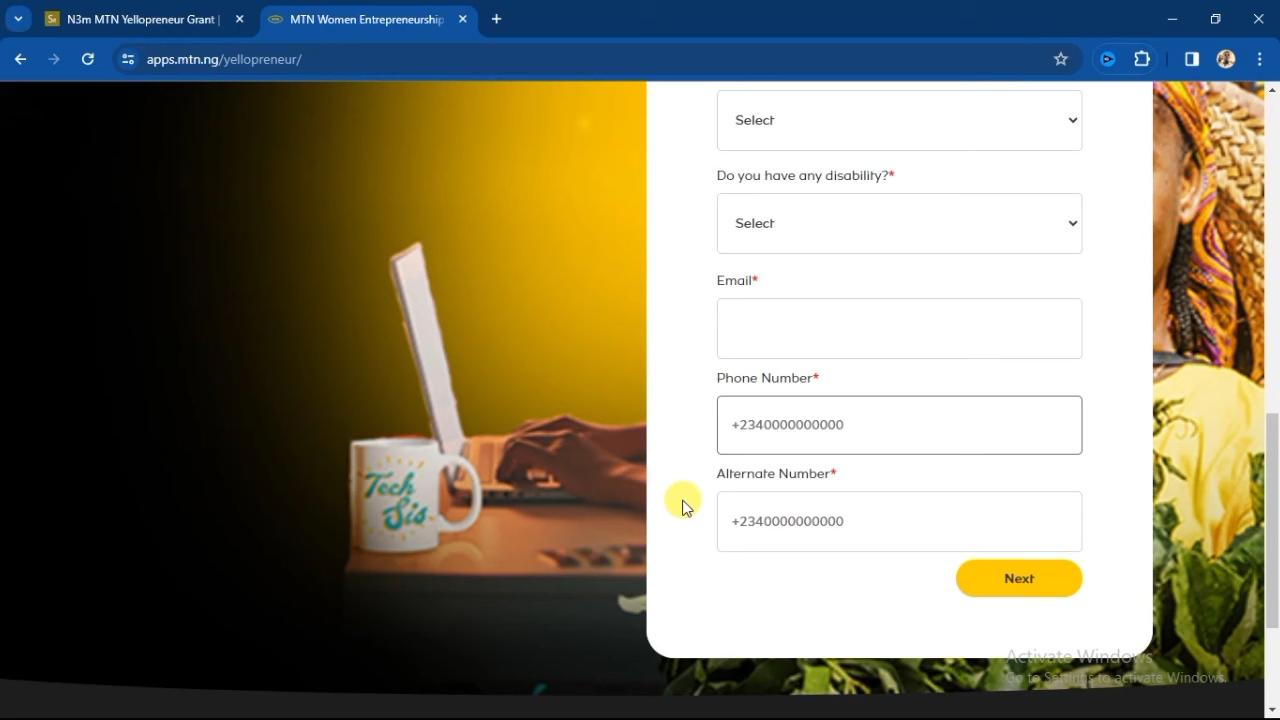 N3m MTN Yellopreneur Grant |
MTN Women Entrepreneurship
apps.mtn.ng/yellopreneur/
Select
Do you have any disability?*
Select
Email*
Phone Number*
+2340000000000
Alternate Number*
+2340000000000
Next
Tech
Sis
Activate Windows
Go to Settings to activate Windows.